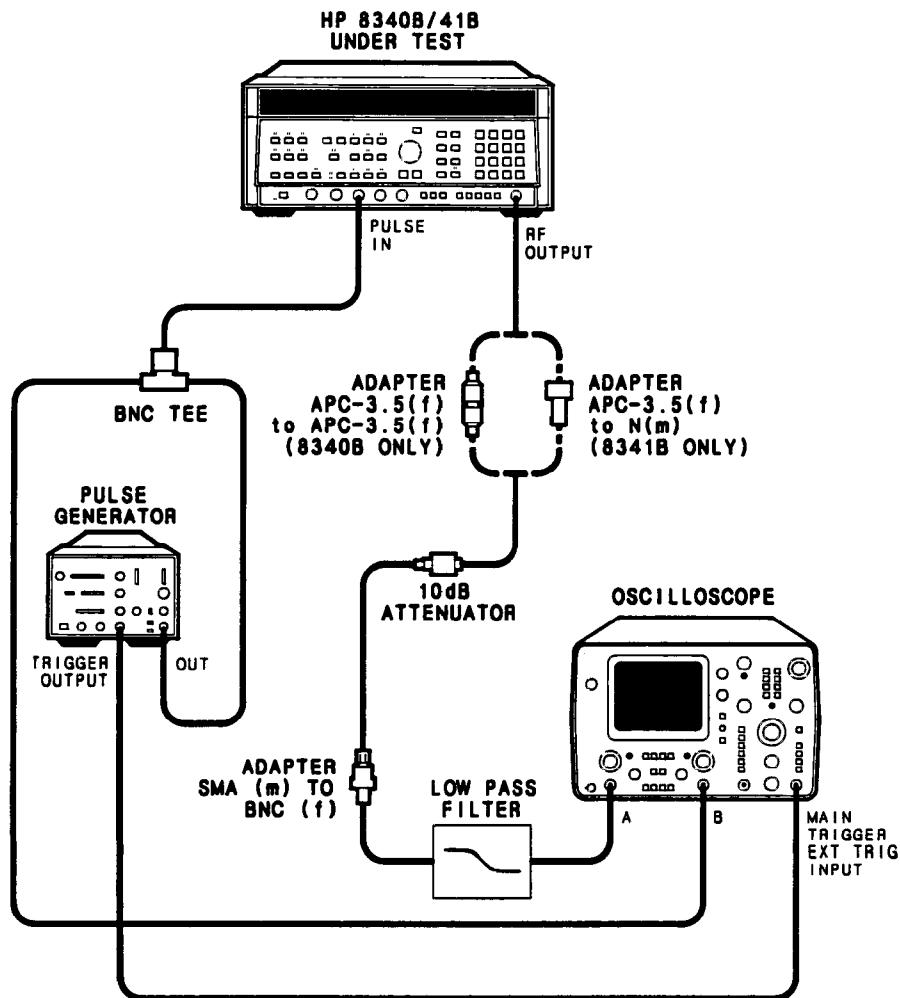 HP 8340B/41B
UNDER TEST
PULSE
IN
RF
OUTPUT
BNC TEE
ADAPTER
APC-3.5(f)
to APC-3.5(f)
(8340B ONLY)
ADAPTER
APC-3.5(f)
to N(m)
(8341B ONLY)
PULSE
GENERATOR
TRIGGER
OUTPUT
OUT
10dB
ATTENUATOR
OSCILLOSCOPE
ADAPTER
SMA (m) TO
BNC (f)
LOW PASS
FILTER
A
B
MAIN
TRIGGER
EXT TRIG
INPUT